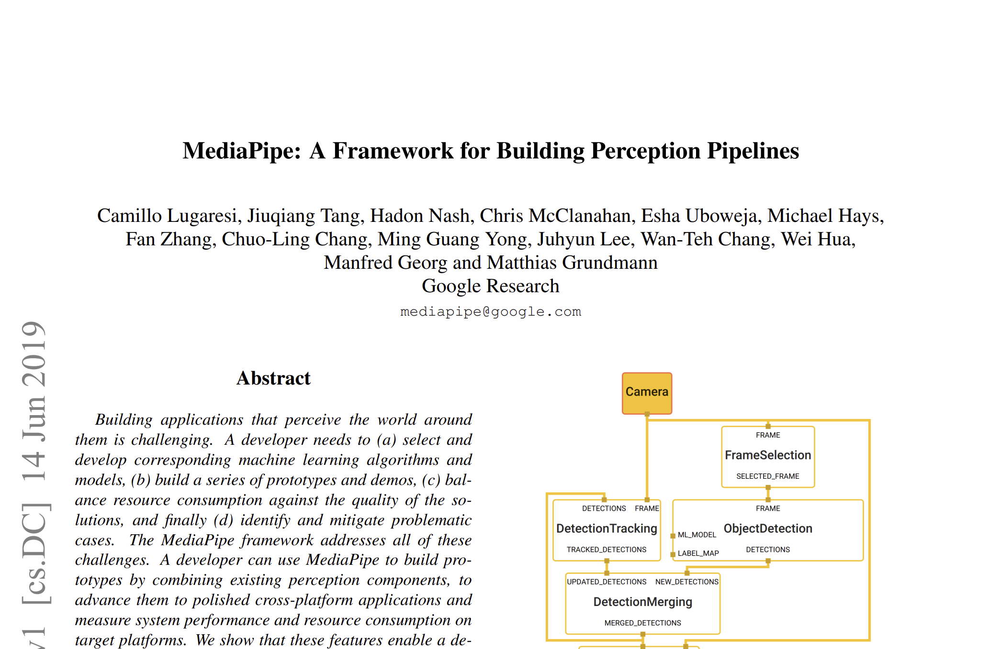 MediaPipe: A Framework for Building Perception Pipelines
Camillo Lugaresi, Jiuqiang Tang, Hadon Nash, Chris McClanahan, Esha Uboweja, Michael Hays,
Fan Zhang, Chuo-Ling Chang, Ming Guang Yong, Juhyun Lee, Wan-Teh Chang, Wei Hua,
Manfred Georg and Matthias Grundmann
Google Research
mediapipe@google.com
v1 [cs.DC] 14 Jun 2019
Abstract
Building applications that perceive the world around
them is challenging. A developer needs to (a) select and
develop corresponding machine learning algorithms and
models, (b) build a series of prototypes and demos, (c) bal-
ance resource consumption against the quality of the so-
lutions, and finally (d) identify and mitigate problematic
cases. The MediaPipe framework addresses all of these
challenges. A developer can use MediaPipe to build pro-
totypes by combining existing perception components, to
advance them to polished cross-platform applications and
measure system performance and resource consumption on
target platforms. We show that these features enable a de-
Camera
FRAME
FrameSelection
SELECTED_FRAME
DETECTIONS FRAME
DetectionTracking
TRACKED_DETECTIONS
FRAME
ObjectDetection
ML_MODEL
LABEL_MAP
DETECTIONS
UPDATED_DETECTIONS NEW_DETECTIONS
DetectionMerging
MERGED_DETECTIONS